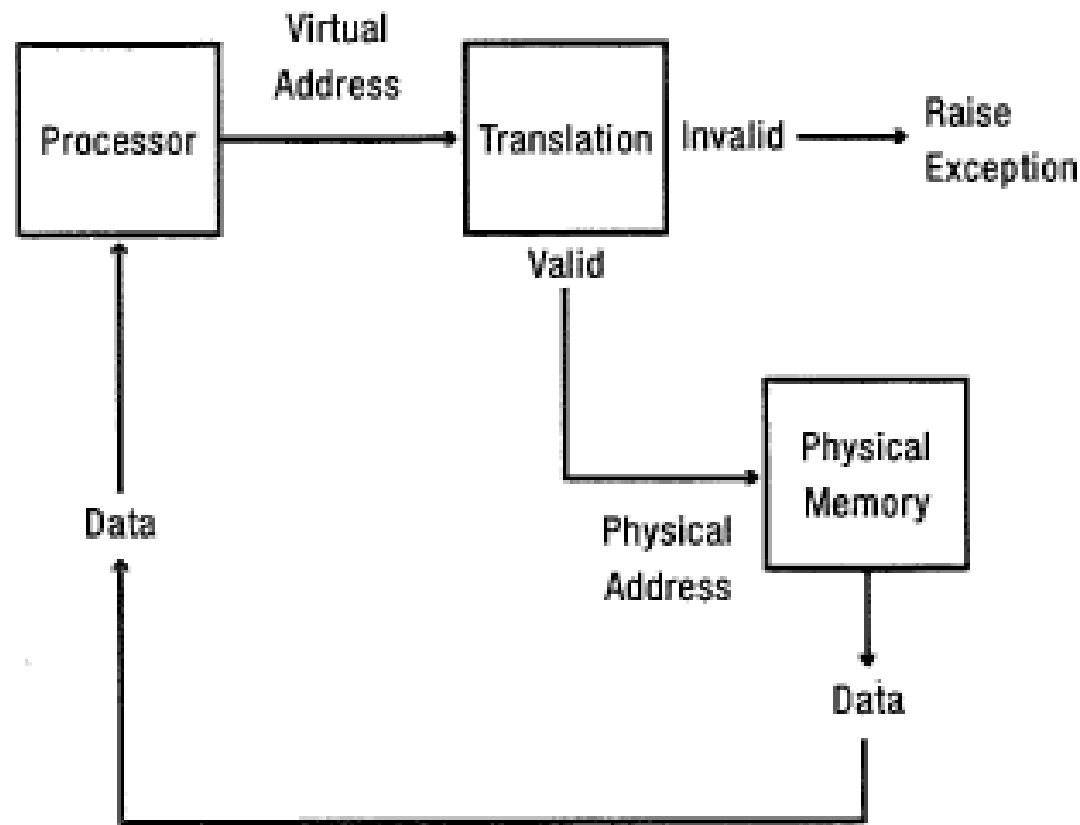 Virtual
Address
Processor
Translation
Invalid
Raise
Exception
Valid
Physical
Memory
Physical
Address
Data
Data